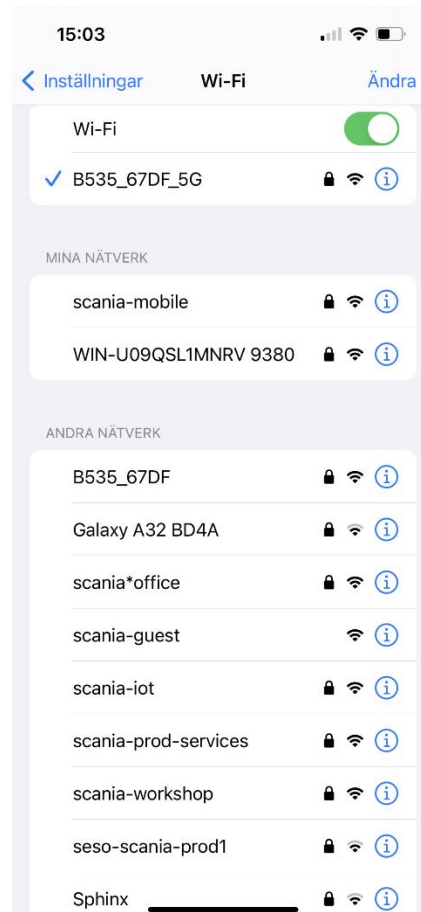 15:03
Inställningar Wi-Fi Ändra
Wi-Fi
B535_67DF_5G
MINA NÄTVERK
scania-mobile
WIN-U09QSL1MNRV 9380
ANDRA NÄTVERK
B535_67DF
Galaxy A32 BD4A
scania*office
scania-guest
scania-iot
scania-prod-services
scania-workshop
seso-scania-prod1
Sphinx